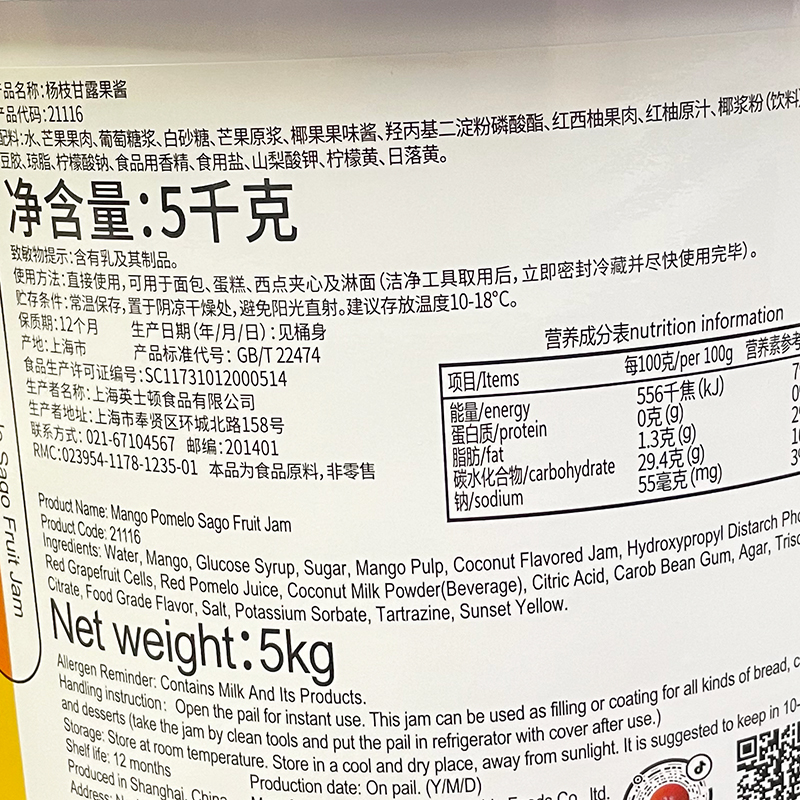 产品名称:杨枝甘露果酱
产品代码:21116
配料:水、芒果果肉、葡萄糖浆、白砂糖、芒果原浆、椰果果味酱、羟丙基二淀粉磷酸酯、红西柚果肉、红柚原汁、椰浆粉(饮料)
豆胶、琼脂、柠檬酸钠、食品用香精、食用盐、山梨酸钾、柠檬黄、日落黄。
净含量:5千克
致敏物提示:含有乳及其制品。
使用方法:直接使用,可用于面包、蛋糕、西点夹心及淋面(洁净工具取用后,立即密封冷藏并尽快使用完毕)。
贮存条件:常温保存,置于阴凉干燥处,避免阳光直射。建议存放温度10-18℃。
保质期:12个月 生产日期(年/月/日):见桶身
产地:上海市 产品标准代号: GB/T 22474
食品生产许可证编号:SC11731012000514
生产者名称:上海英士顿食品有限公司
生产者地址:上海市奉贤区环城北路158号
联系方式: 021-67104567 邮编:201401
RMC:023954-1178-1235-01 本品为食品原料,非零售
营养成分表nutrition information
项目/Items 每100克/per 100g 营养素参考
能量/energy 556千焦(kJ)
蛋白质/protein 0克(g)
脂肪/fat 1.3克(g)
碳水化合物/carbohydrate 29.4克(g)
钠/sodium 55毫克(mg)
Product Name: Mango Pomelo Sago Fruit Jam
Product Code: 21116
Ingredients: Water, Mango, Glucose Syrup, Sugar, Mango Pulp, Coconut Flavored Jam, Hydroxypropyl Distarch Pho
Red Grapefruit Cells, Red Pomelo Juice, Coconut Milk Powder(Beverage), Citric Acid, Carob Bean Gum, Agar, Triso
Citrate, Food Grade Flavor, Salt, Potassium Sorbate, Tartrazine, Sunset Yellow.
Net weight:5kg
Allergen Reminder: Contains Milk And Its Products.
Handling instruction: Open the pail for instant use. This jam can be used as filling or coating for all kinds of bread, c
and desserts (take the jam by clean tools and put the pail in refrigerator with cover after use.)
Storage: Store at room temperature. Store in a cool and dry place, away from sunlight. It is suggested to keep in 10-
Shelf life: 12 months Production date: On pail. (Y/M/D)
Produced in Shanghai, China
Address:
Foods Co., ltd.
Sago Fruit Jam